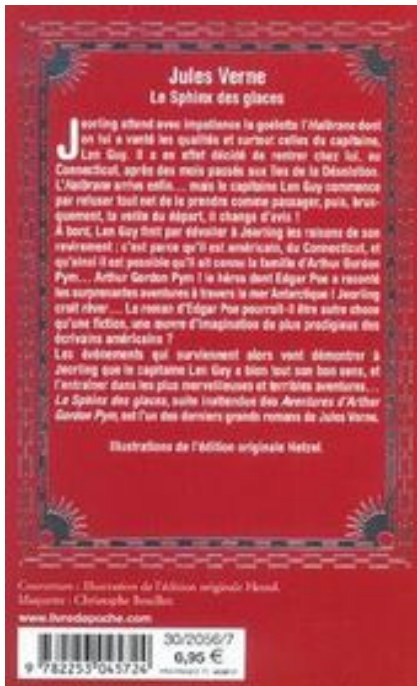 Jules Verne
Le Sphinx des glaces
Jeorling attend avec impatience la goélette l'Halbrane dont
on lui a vanté les qualités et surtout celles du capitaine,
Len Guy. Il a en effet décidé de rentrer chez lui, au
Connecticut, après des mois passés aux îles de la Désolation.
L'Halbrane arrive enfin... mais le capitaine Len Guy commence
par refuser tout net de le prendre comme passager, puis, brus-
quement, la veille du départ, il change d'avis !
À bord, Len Guy finit par dévoiler à Jeorling les raisons de son
revirement : c'est parce qu'il est américain, du Connecticut, et
qu'ainsi il est possible qu'il ait connu la famille d'Arthur Gordon
Pym... Arthur Gordon Pym ! le héros dont Edgar Poe a raconté
les surprenantes aventures à travers la mer Antarctique ! Jeorling
croit rêver... Le roman d'Edgar Poe pourrait-il être autre chose
qu'une fiction, une œuvre d'imagination du plus prodigieux des
écrivains américains ?
Les événements qui surviennent alors vont démontrer à
Jeorling que le capitaine Len Guy a bien tout son bon sens, et
l'entraîner dans les plus merveilleuses et terribles aventures...
Le Sphinx des glaces, suite inattendue des Aventures d'Arthur
Gordon Pym, est l'un des derniers grands romans de Jules Verne.
Illustrations de l'édition originale Hetzel.
Couverture : Illustration de l'édition originale Hetzel.
Maquette : Christophe
www.livredepoche.com
30/2056/7
6,95 €
9 782253 045724